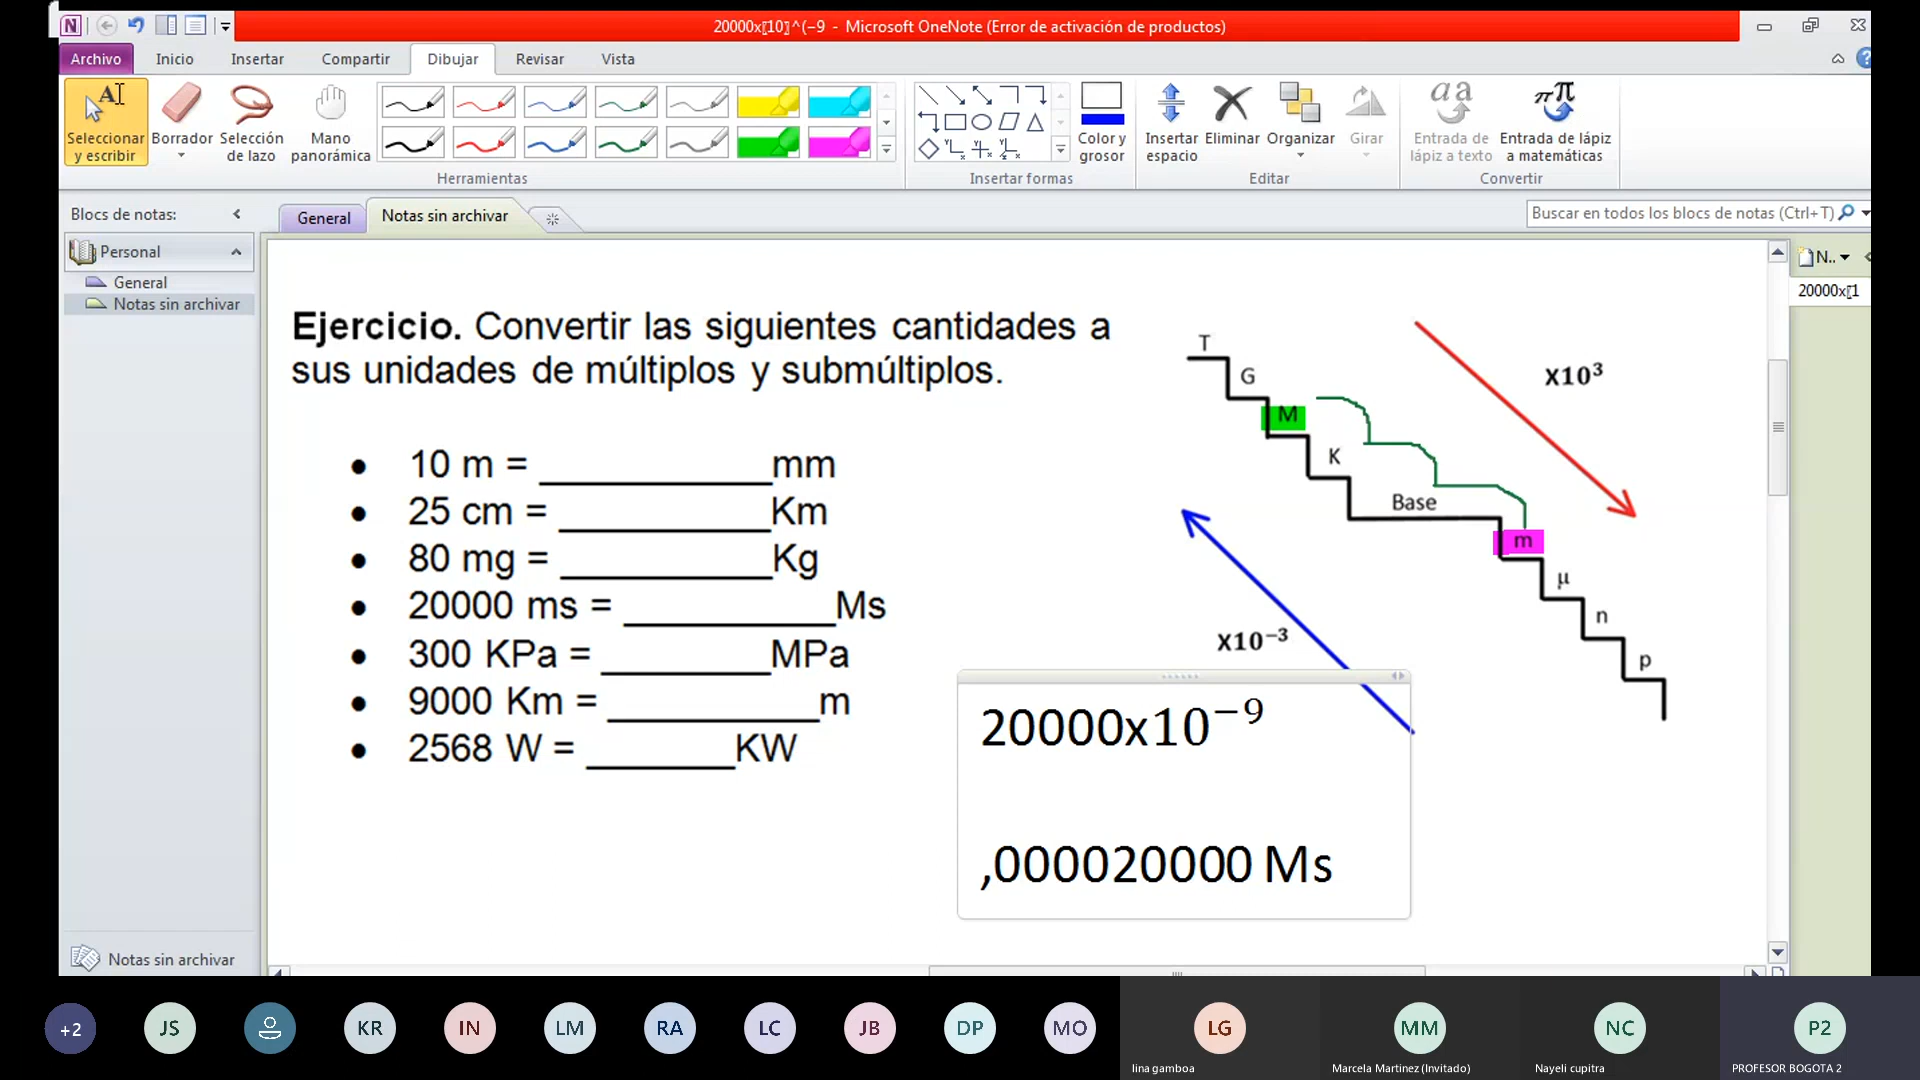 20000x〖10〗^(−9 - Microsoft OneNote (Error de activación de productos)
Archivo Inicio Insertar Compartir Dibujar Revisar Vista
Seleccionar y escribir
Borrador
Selección de lazo
Mano panorámica
Herramientas
Insertar formas
Color y grosor
Insertar espacio
Eliminar
Organizar
Girar
Editar
Entrada de lápiz a texto
Entrada de lápiz a matemáticas
Convertir
Blocs de notas:
General
Notas sin archivar
Buscar en todos los blocs de notas (Ctrl+T)
Personal
General
Notas sin archivar
N..
20000x〖1
Ejercicio. Convertir las siguientes cantidades a
sus unidades de múltiplos y submúltiplos.
• 10 m = ___________mm
• 25 cm = __________Km
• 80 mg = __________Kg
• 20000 ms = __________Ms
• 300 KPa = ________MPa
• 9000 Km = __________m
• 2568 W = _______KW
T
G
M
K
Base
m
µ
n
p
X10³
X10⁻³
20000x10⁻⁹
,000020000 Ms
Notas sin archivar
+2 JS KR IN LM RA LC JB DP MO LG MM NC P2
lina gamboa
Marcela Martinez (Invitado)
Nayeli cupitra
PROFESOR BOGOTA 2